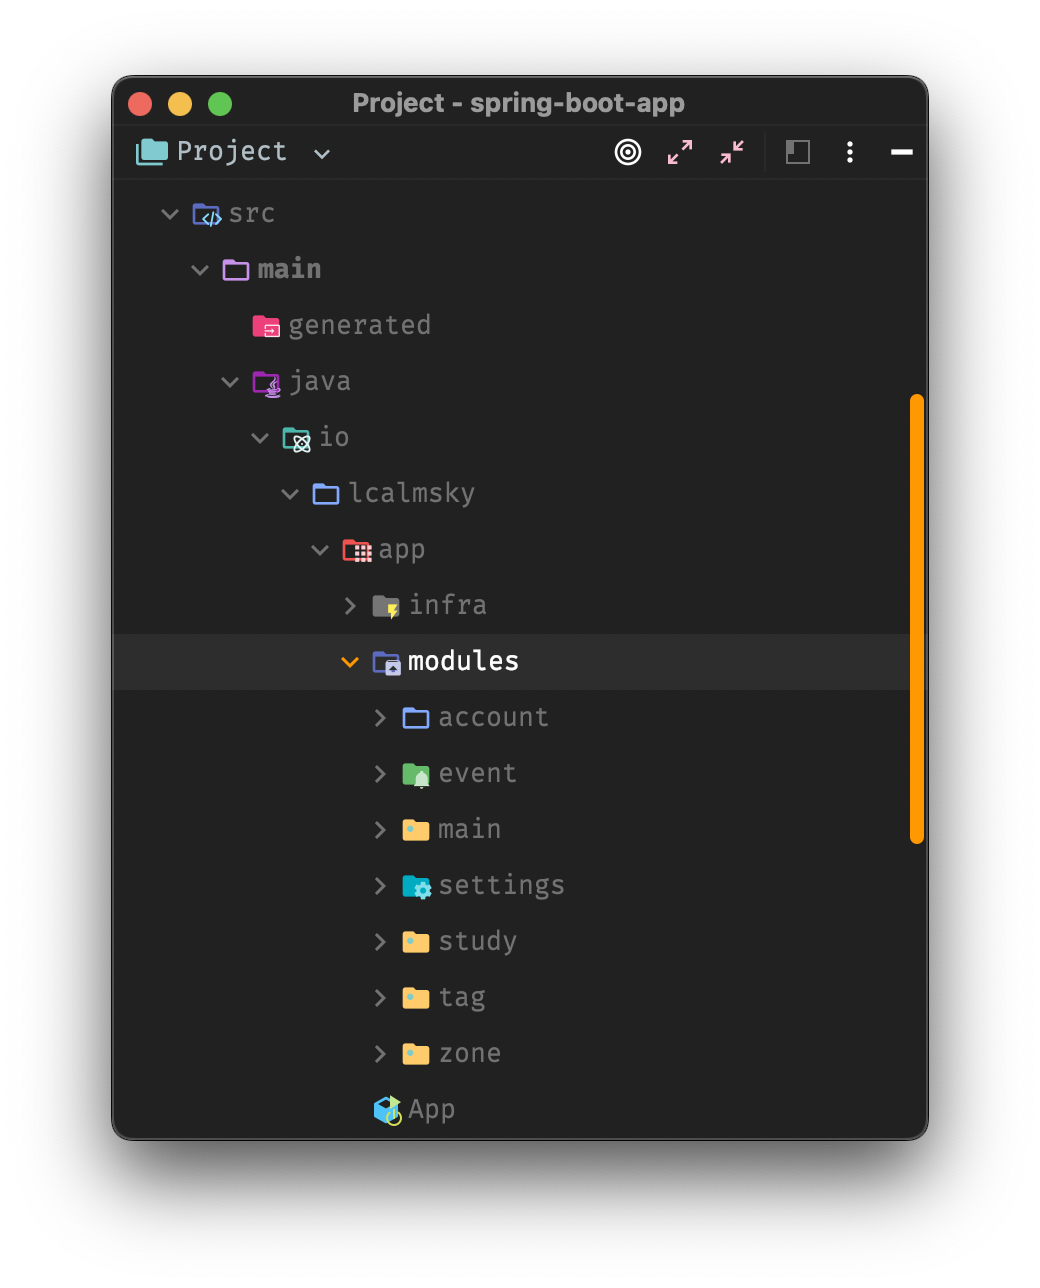 Project - spring-boot-app
Project
src
main
generated
java
io
lcalmsky
app
infra
modules
account
event
main
settings
study
tag
zone
App